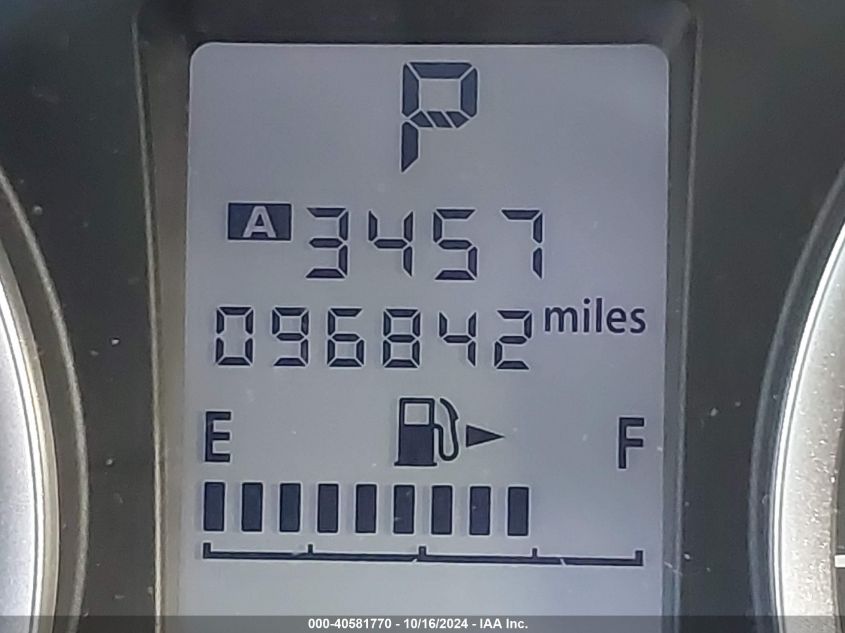 P
A 3457
096842 miles
E F
000-40581770 - 10/16/2024 - IAA Inc.